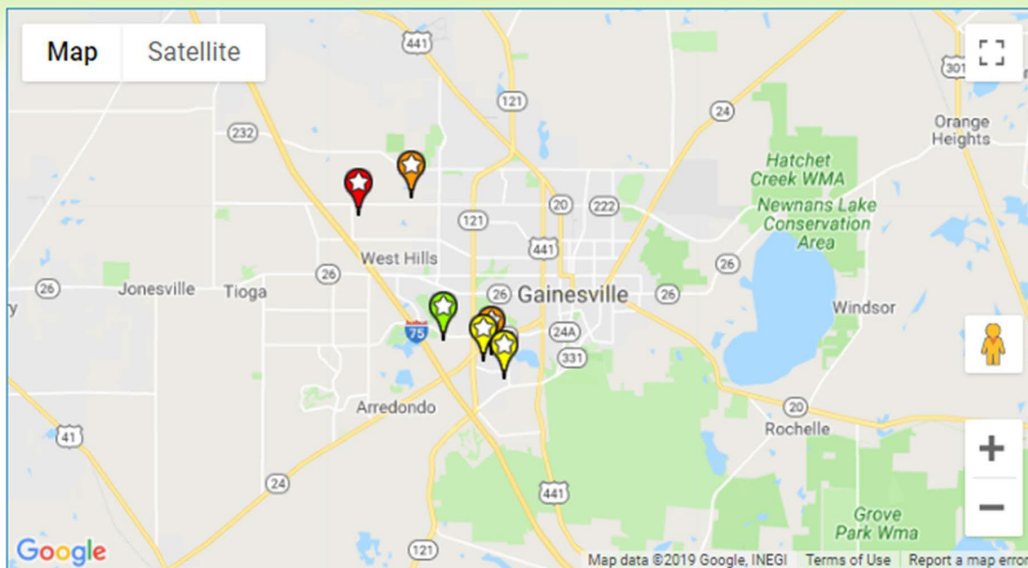 Map Satellite
441
301
121
24
232
Orange
Heights
Hatchet
Creek WMA
Newnans Lake
Conservation
Area
20
222
121
441
West Hills
26
26
26
Jonesville
Tioga
26
Gainesville
26
Windsor
75
24A
331
Arredondo
20
Rochelle
41
24
441
Grove
Park Wma
121
Google
Map data ©2019 Google, INEGI Terms of Use Report a map error